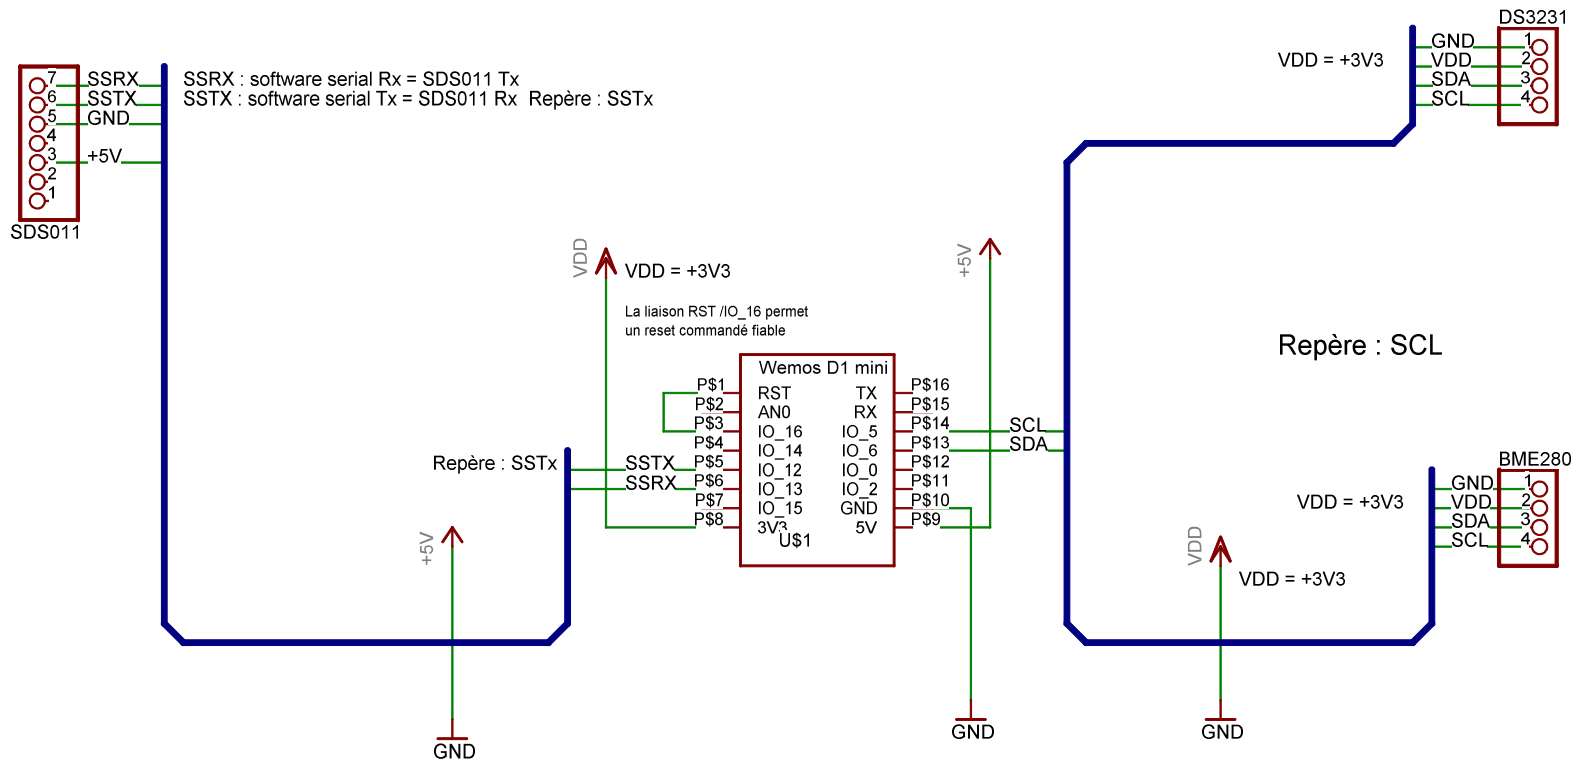 DS3231
GND 1
VDD 2
SDA 3
SCL 4
VDD = +3V3
7 SSRX
6 SSTX
5 GND
4
3 +5V
2
1
SDS011
SSRX : software serial Rx = SDS011 Tx
SSTX : software serial Tx = SDS011 Rx Repère : SSTx
VDD
VDD = +3V3
La liaison RST /IO_16 permet
un reset commandé fiable
+5V
Repère : SCL
Wemos D1 mini
P$1 RST TX P$16
P$2 AN0 RX P$15
P$3 IO_16 IO_5 P$14 SCL
P$4 IO_14 IO_6 P$13 SDA
Repère : SSTx
SSTX P$5 IO_12 IO_0 P$12
SSRX P$6 IO_13 IO_2 P$11
P$7 IO_15 GND P$10
P$8 3V3 5V P$9
U$1
BME280
GND 1
VDD 2
SDA 3
SCL 4
VDD = +3V3
+5V
VDD
VDD = +3V3
GND
GND
GND